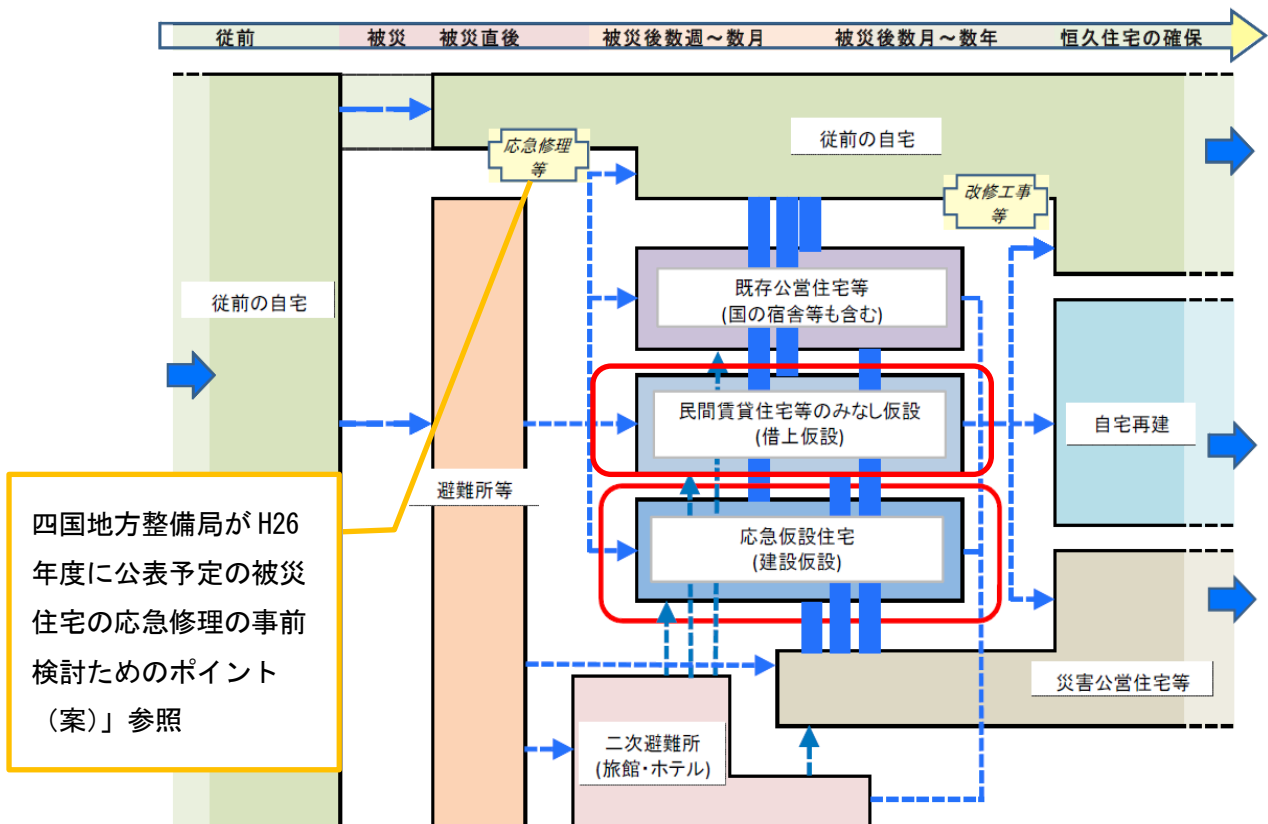 従前
被災
被災直後
被災後数週～数月
被災後数月～数年
恒久住宅の確保
応急修理
等
従前の自宅
改修工事
等
従前の自宅
既存公営住宅等
(国の宿舎等も含む)
民間賃貸住宅等のみなし仮設
(借上仮設)
自宅再建
避難所等
応急仮設住宅
(建設仮設)
四国地方整備局が H26
年度に公表予定の被災
住宅の応急修理の事前
検討ためのポイント
（案）」参照
災害公営住宅等
二次避難所
(旅館・ホテル)